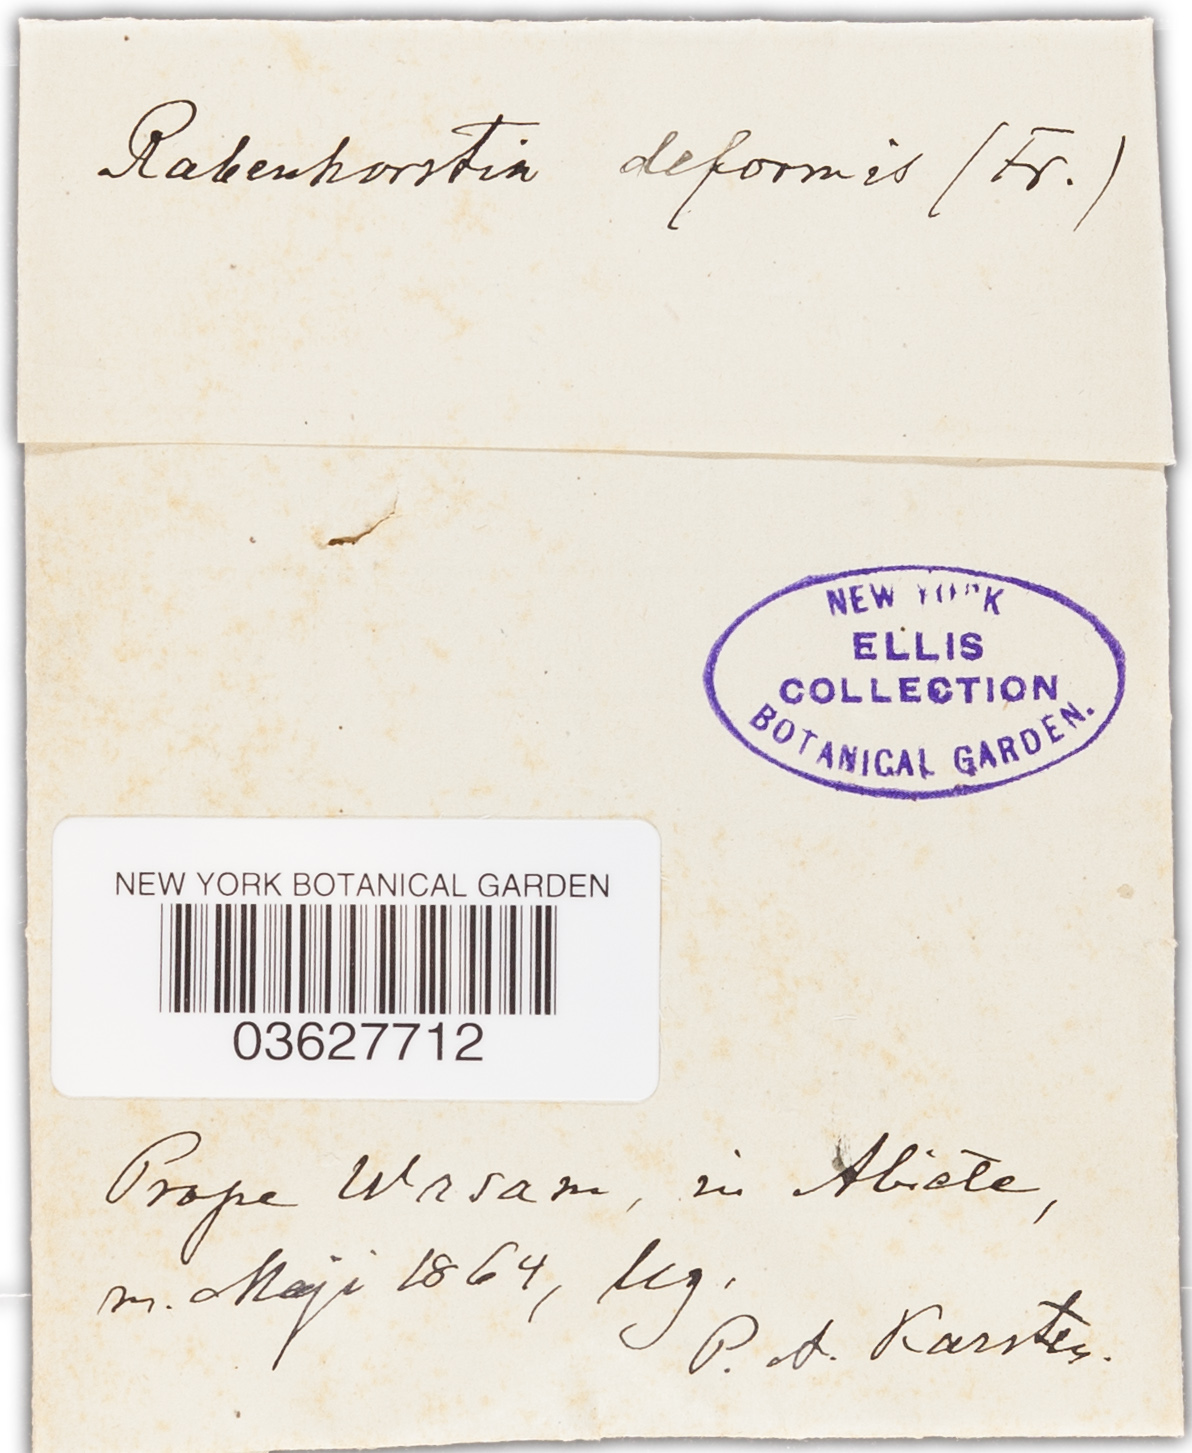 Rabenhorstia deformis (Fr.)
NEW YORK
ELLIS
COLLECTION
BOTANICAL GARDEN.
NEW YORK BOTANICAL GARDEN
03627712
Prope Wasam, in Abiete,
m. Maji 1864, leg.
P. A. Karsten.